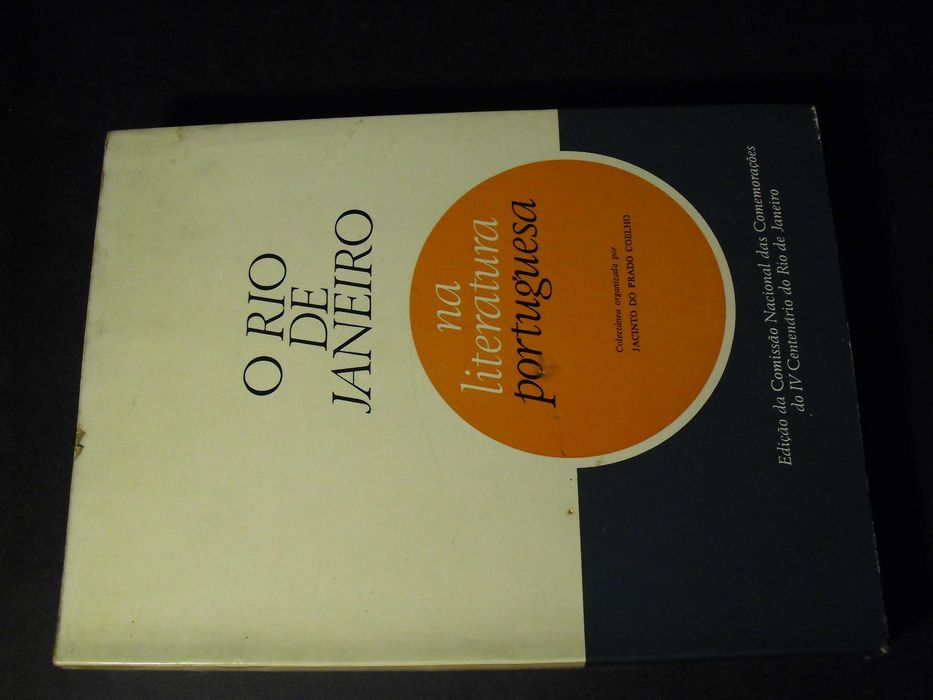 O RIO
DE
JANEIRO
na
literatura
portuguesa
Colectânea organizada por
JACINTO DO PRADO COELHO
Edição da Comissão Nacional das Comemorações
do IV Centenário do Rio de Janeiro